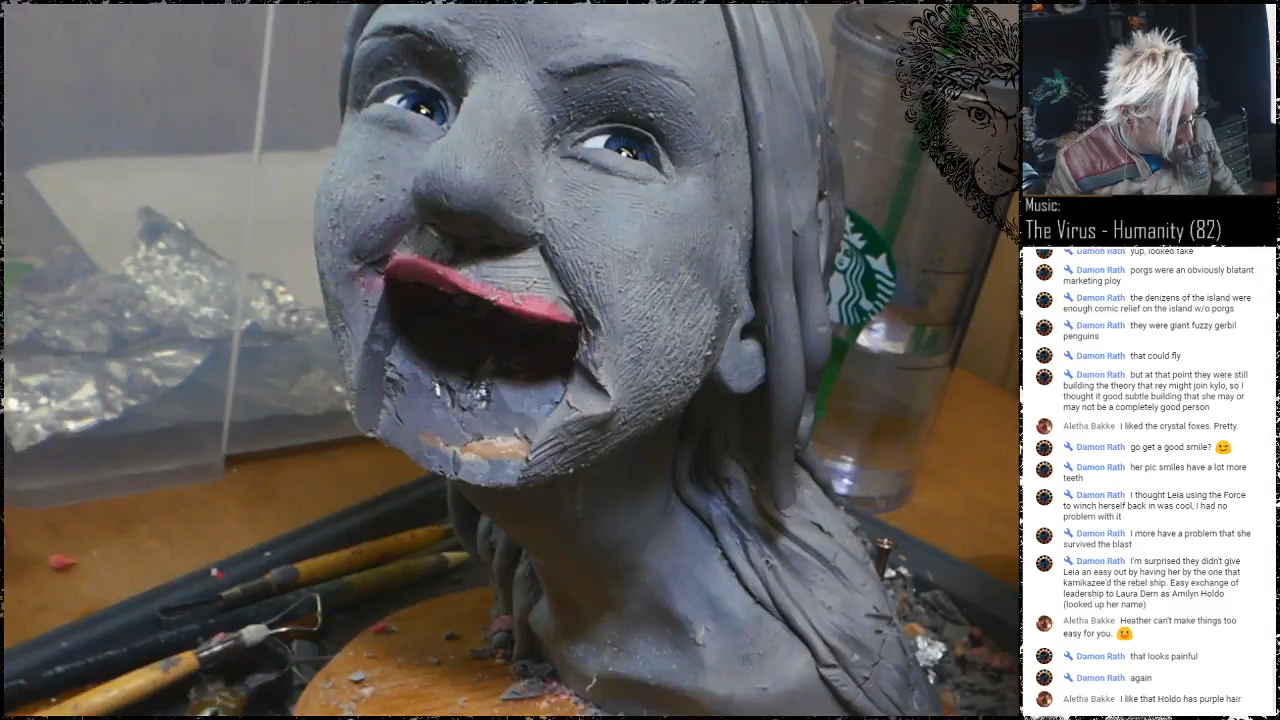 Music:
The Virus - Humanity (82)
Damon Rath yup, looked fake
Damon Rath porgs were an obviously blatant
marketing ploy
Damon Rath the denizens of the island were
enough comic relief on the island w/o porgs
Damon Rath they were giant fuzzy gerbil
penguins
Damon Rath that could fly
Damon Rath but at that point they were still
building the theory that rey might join kylo, so I
thought it good subtle building that she may or
may not be a completely good person
Aletha Bakke I liked the crystal foxes. Pretty.
Damon Rath go get a good smile? 😉
Damon Rath her pic smiles have a lot more
teeth
Damon Rath I thought Leia using the Force
to winch herself back in was cool, I had no
problem with it
Damon Rath I more have a problem that she
survived the blast
Damon Rath I'm surprised they didn't give
Leia an easy out by having her by the one that
kamikazee'd the rebel ship. Easy exchange of
leadership to Laura Dern as Amilyn Holdo
(looked up her name)
Aletha Bakke Heather can't make things too
easy for you. 🙂
Damon Rath that looks painful
Damon Rath again
Aletha Bakke I like that Holdo has purple hair